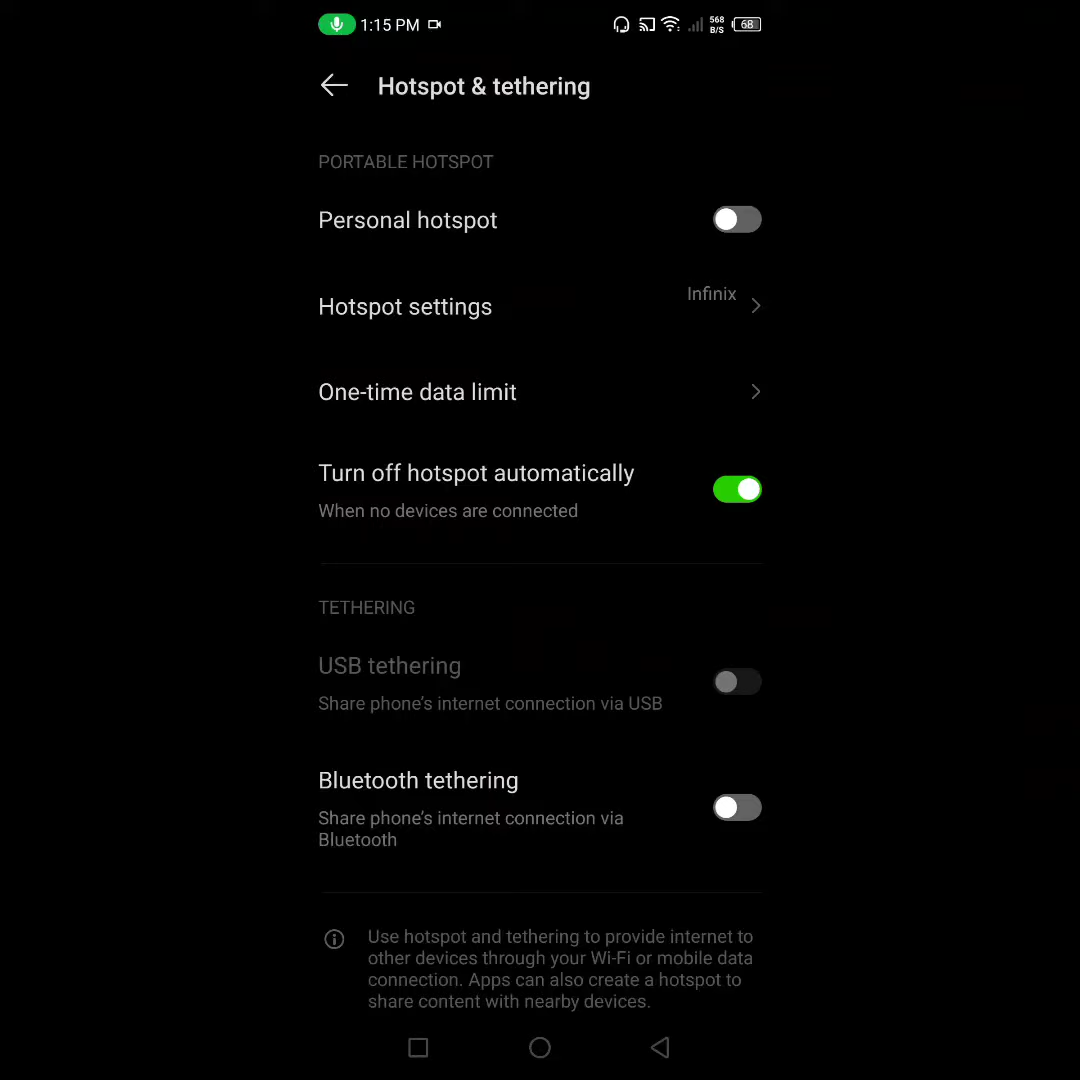 1:15 PM
568
B/S
68
Hotspot & tethering
PORTABLE HOTSPOT
Personal hotspot
Hotspot settings
Infinix
One-time data limit
Turn off hotspot automatically
When no devices are connected
TETHERING
USB tethering
Share phone’s internet connection via USB
Bluetooth tethering
Share phone’s internet connection via
Bluetooth
Use hotspot and tethering to provide internet to
other devices through your Wi-Fi or mobile data
connection. Apps can also create a hotspot to
share content with nearby devices.